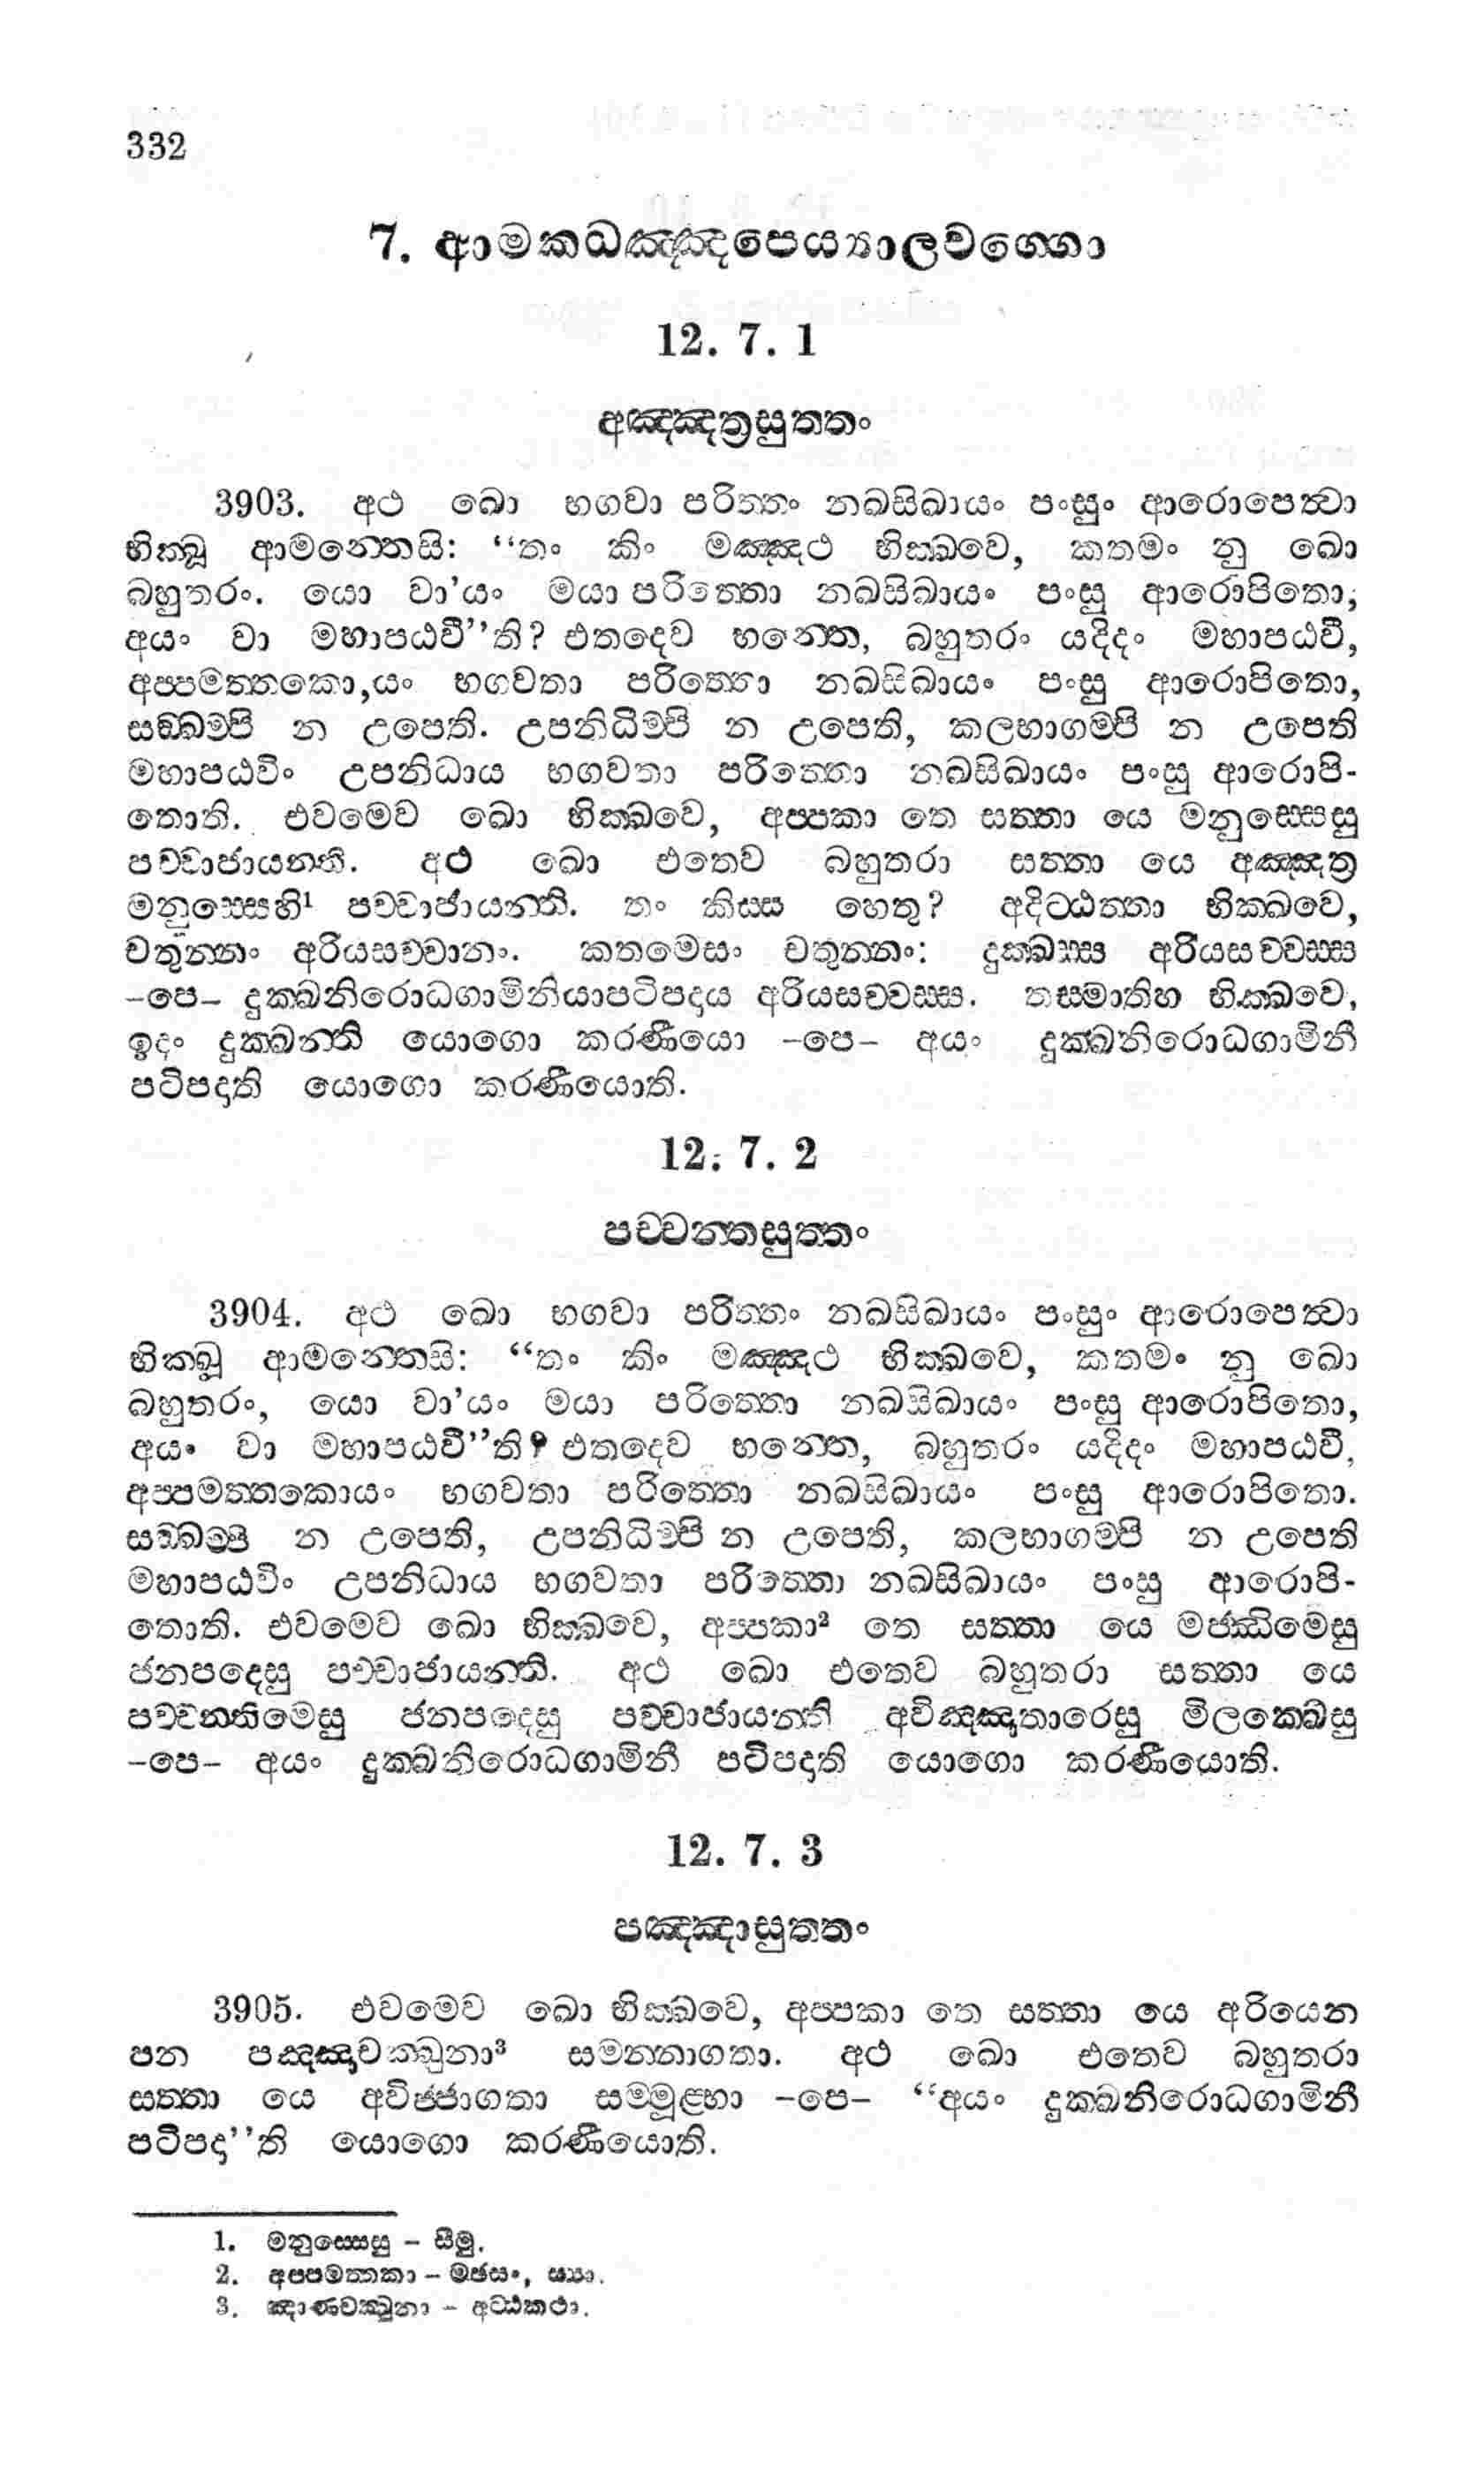 332
7. ආමකධඤ්ඤපෙය්‍යාලවග්ගො
12. 7. 1
අඤ්ඤත්‍රසුත්තං
3903. අථ ඛො භගවා පරිත්තං නඛසිඛායං පංසුං ආරොපෙත්වා
භික්ඛූ ආමන්තෙසි: “තං කිං මඤ්ඤථ භික්ඛවෙ, කතමං නු ඛො
බහුතරං. යො වා’යං මයා පරිත්තො නඛසිඛායං පංසු ආරොපිතො,
අයං වා මහාපඨවී’’ති? එතදෙව භන්තෙ, බහුතරං යදිදං මහාපඨවී,
අප්පමත්තකො,යං භගවතා පරිත්තො නඛසිඛායං පංසු ආරොපිතො,
සඞ්ඛම්පි න උපෙති. උපනිධිම්පි න උපෙති, කලභාගම්පි න උපෙති
මහාපඨවිං උපනිධාය භගවතා පරිත්තො නඛසිඛායං පංසු ආරොපි-
තොති. එවමෙව ඛො භික්ඛවෙ, අප්පකා තෙ සත්තා යෙ මනුස්සෙසු
පච්චාජායන්ති. අථ ඛො එතෙව බහුතරා සත්තා යෙ අඤ්ඤත්‍ර
මනුස්සෙහි¹ පච්චාජායන්ති. තං කිස්ස හෙතු? අදිට්ඨත්තා භික්ඛවෙ,
චතුන්නං අරියසච්චානං. කතමෙසං චතුන්නං: දුක්ඛස්ස අරියසච්චස්ස
-පෙ- දුක්ඛනිරොධගාමිනියාපටිපදාය අරියසච්චස්ස. තස්මාතිහ භික්ඛවෙ,
ඉදං දුක්ඛන්ති යොගො කරණීයො -පෙ- අයං දුක්ඛනිරොධගාමිනී
පටිපදාති යොගො කරණීයොති.
12. 7. 2
පච්චන්තසුත්තං
3904. අථ ඛො භගවා පරිත්තං නඛසිඛායං පංසුං ආරොපෙත්වා
භික්ඛූ ආමන්තෙසි: “තං කිං මඤ්ඤථ භික්ඛවෙ, කතමං නු ඛො
බහුතරං, යො වා’යං මයා පරිත්තො නඛසිඛායං පංසු ආරොපිතො,
අයං වා මහාපඨවී”ති? එතදෙව භන්තෙ, බහුතරං යදිදං මහාපඨවී,
අප්පමත්තකොයං භගවතා පරිත්තො නඛසිඛායං පංසු ආරොපිතො.
සඞ්ඛම්පි න උපෙති, උපනිධිම්පි න උපෙති, කලභාගම්පි න උපෙති
මහාපඨවිං උපනිධාය භගවතා පරිත්තො නඛසිඛායං පංසු ආරොපි-
තොති. එවමෙව ඛො භික්ඛවෙ, අප්පකා² තෙ සත්තා යෙ මජ්ඣිමෙසු
ජනපදෙසු පච්චාජායන්ති. අථ ඛො එතෙව බහුතරා සත්තා යෙ
පච්චන්තිමෙසු ජනපදෙසු පච්චාජායන්ති අවිඤ්ඤාතාරෙසු මිලක්ඛෙසු
-පෙ- අයං දුක්ඛනිරොධගාමිනී පටිපදාති යොගො කරණීයොති.
12. 7. 3
පඤ්ඤාසුත්තං
3905. එවමෙව ඛො භික්ඛවෙ, අප්පකා තෙ සත්තා යෙ අරියෙන
පන පඤ්ඤාචක්ඛුනා³ සමන්නාගතා. අථ ඛො එතෙව බහුතරා
සත්තා යෙ අවිජ්ජාගතා සම්මූළ්හා -පෙ- “අයං දුක්ඛනිරොධගාමිනී
පටිපදා’’ති යොගො කරණීයොති.
1. මනුස්සෙසු - සීමු.
2. අප්පමත්තකා - මඡසං, ස්‍යා.
3. ඤාණචක්ඛුනා - අට්ඨකථා.